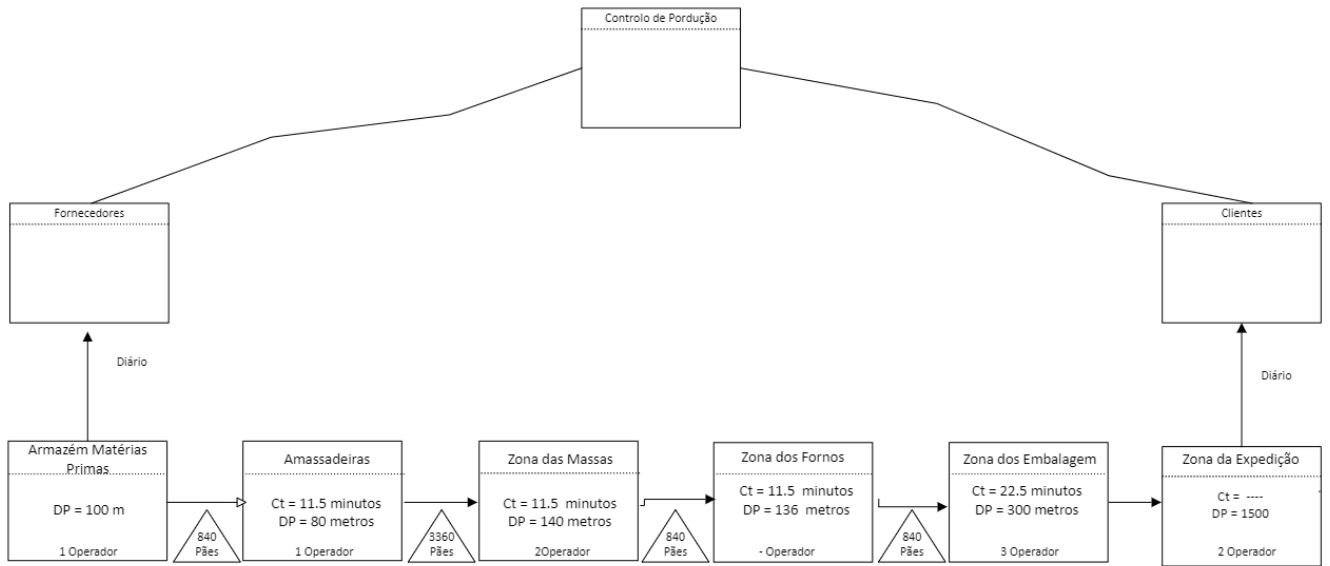 Controlo de Pordução
Fornecedores
Clientes
Diário
Diário
Armazém Matérias
Primas
DP = 100 m
1 Operador
840
Pães
Amassadeiras
Ct = 11.5 minutos
DP = 80 metros
1 Operador
3360
Pães
Zona das Massas
Ct = 11.5 minutos
DP = 140 metros
2Operador
840
Pães
Zona dos Fornos
Ct = 11.5 minutos
DP = 136 metros
- Operador
840
Pães
Zona dos Embalagem
Ct = 22.5 minutos
DP = 300 metros
3 Operador
Zona da Expedição
Ct = ----
DP = 1500
2 Operador